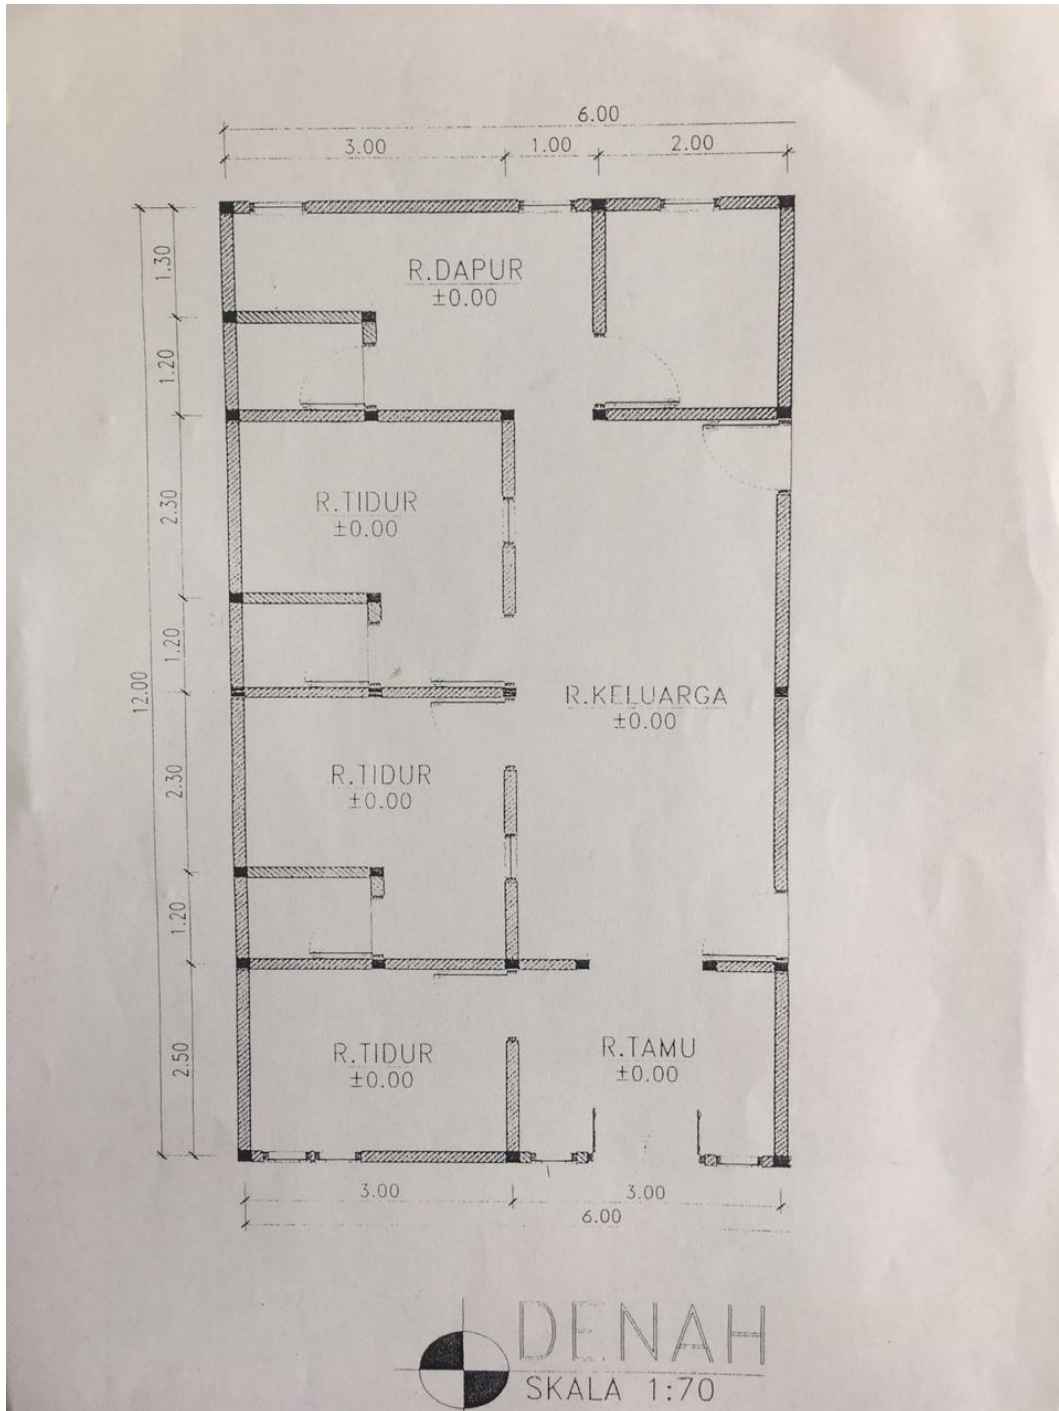 6.00
3.00
1.00
2.00
1.30
R.DAPUR
±0.00
1.20
2.30
R.TIDUR
±0.00
1.20
12.00
R.KELUARGA
±0.00
2.30
R.TIDUR
±0.00
1.20
2.50
R.TIDUR
±0.00
R.TAMU
±0.00
3.00
3.00
6.00
DENAH
SKALA 1:70